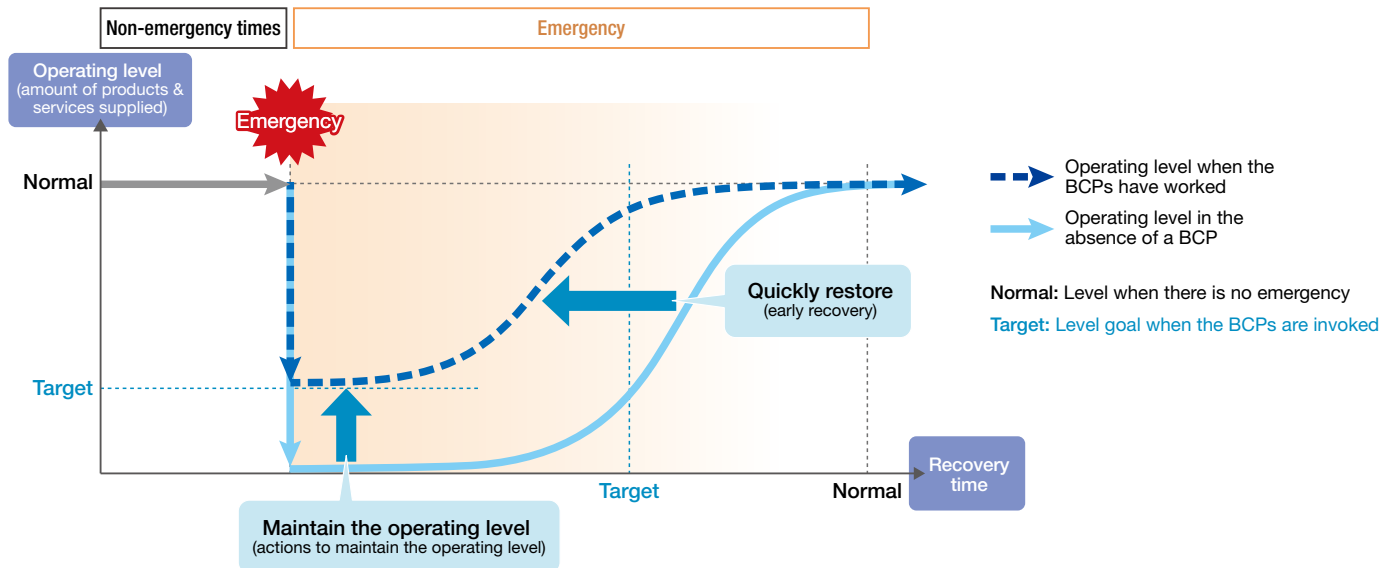 Non-emergency times
Emergency
Operating level
(amount of products &
services supplied)
Emergency
Normal
Operating level when the
BCPs have worked
Operating level in the
absence of a BCP
Quickly restore
(early recovery)
Normal: Level when there is no emergency
Target: Level goal when the BCPs are invoked
Target
Recovery
time
Target
Normal
Maintain the operating level
(actions to maintain the operating level)